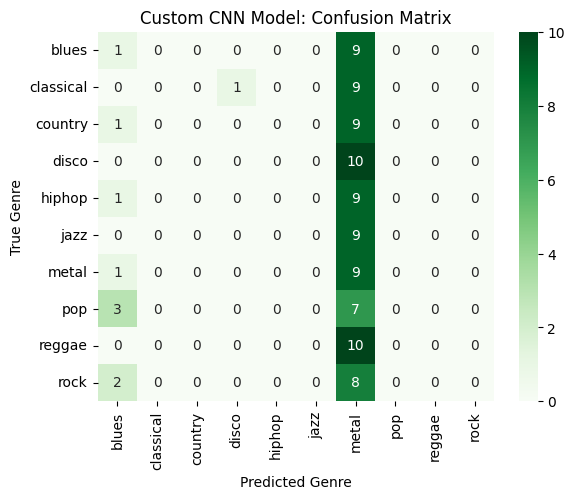 Custom CNN Model: Confusion Matrix
True Genre
blues 1 0 0 0 0 0 9 0 0 0
classical 0 0 0 1 0 0 9 0 0 0
country 1 0 0 0 0 0 9 0 0 0
disco 0 0 0 0 0 0 10 0 0 0
hiphop 1 0 0 0 0 0 9 0 0 0
jazz 0 0 0 0 0 0 9 0 0 0
metal 1 0 0 0 0 0 9 0 0 0
pop 3 0 0 0 0 0 7 0 0 0
reggae 0 0 0 0 0 0 10 0 0 0
rock 2 0 0 0 0 0 8 0 0 0
blues classical country disco hiphop jazz metal pop reggae rock
Predicted Genre
10
8
6
4
2
0